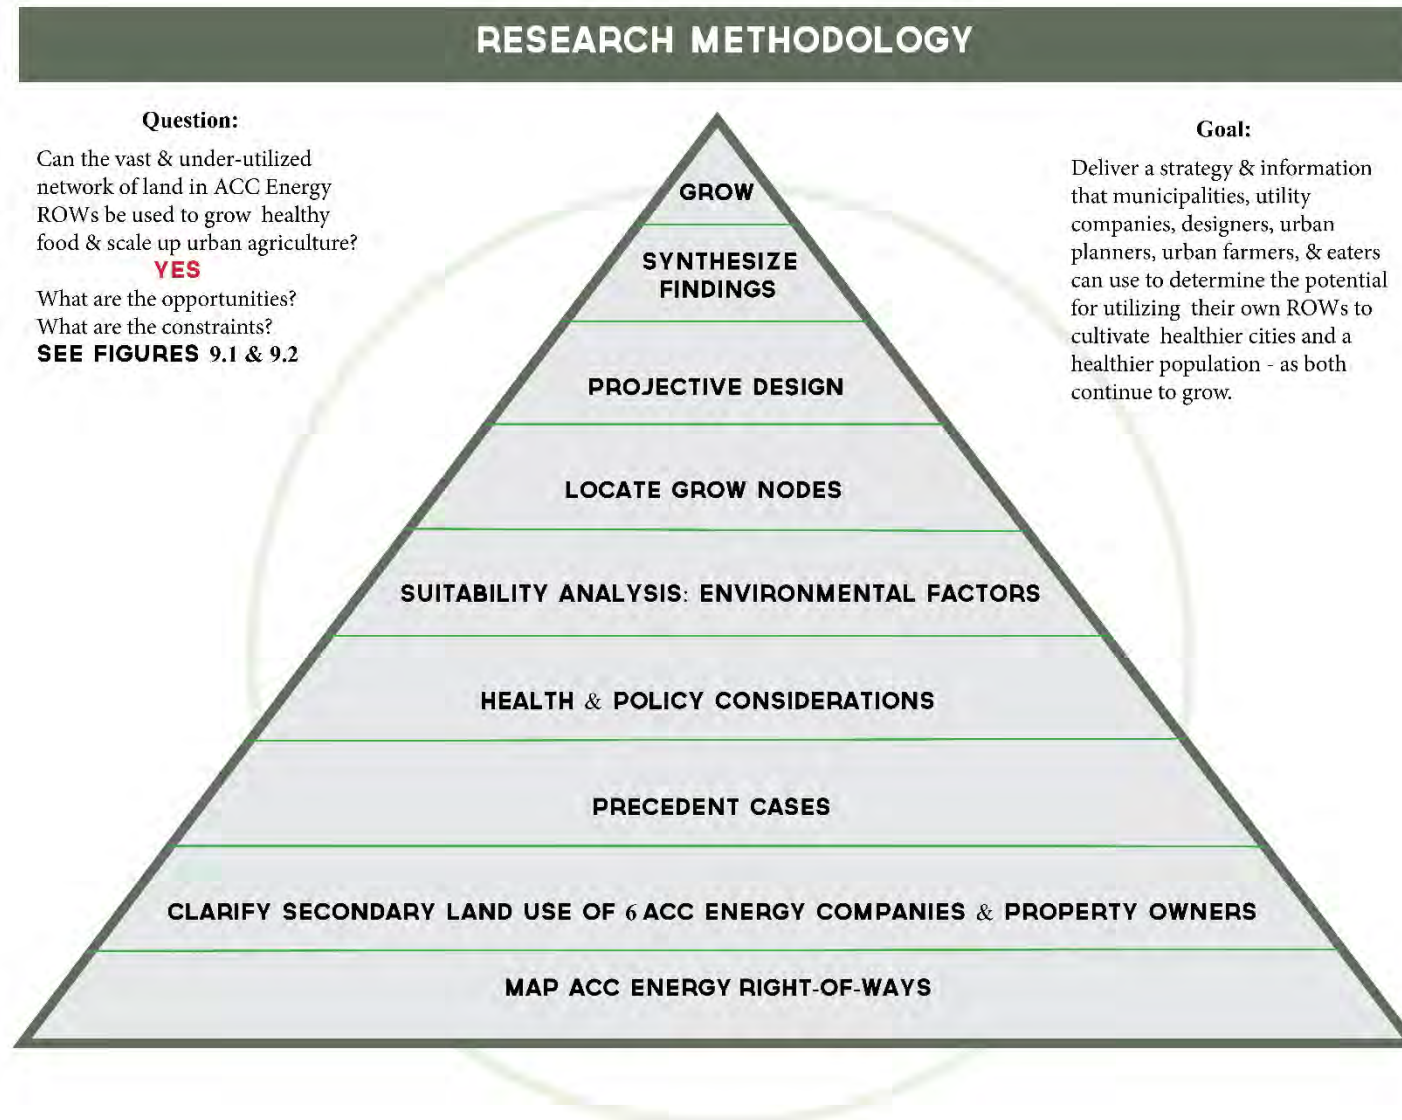 RESEARCH METHODOLOGY
Question:
Can the vast & under-utilized
network of land in ACC Energy
ROWs be used to grow healthy
food & scale up urban agriculture?
YES
What are the opportunities?
What are the constraints?
SEE FIGURES 9.1 & 9.2
Goal:
Deliver a strategy & information
that municipalities, utility
companies, designers, urban
planners, urban farmers, & eaters
can use to determine the potential
for utilizing their own ROWs to
cultivate healthier cities and a
healthier population - as both
continue to grow.
GROW
SYNTHESIZE
FINDINGS
PROJECTIVE DESIGN
LOCATE GROW NODES
SUITABILITY ANALYSIS: ENVIRONMENTAL FACTORS
HEALTH & POLICY CONSIDERATIONS
PRECEDENT CASES
CLARIFY SECONDARY LAND USE OF 6 ACC ENERGY COMPANIES & PROPERTY OWNERS
MAP ACC ENERGY RIGHT-OF-WAYS